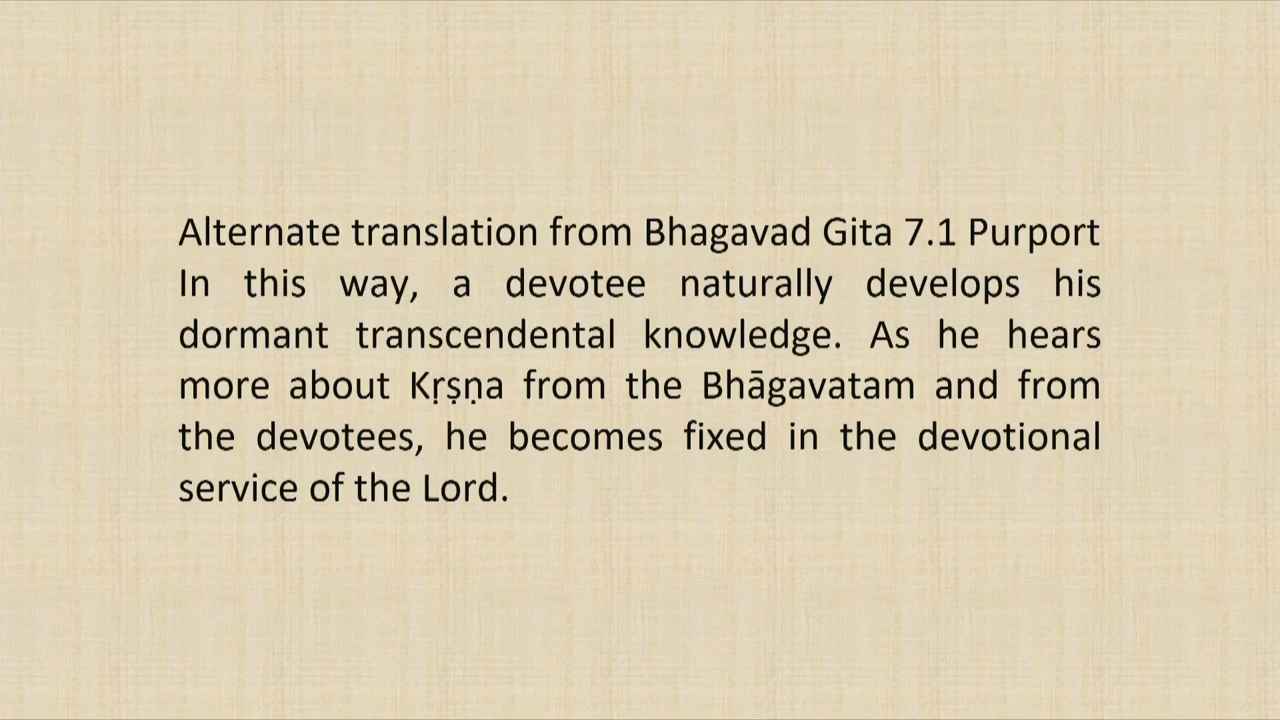 Alternate translation from Bhagavad Gita 7.1 Purport
In this way, a devotee naturally develops his
dormant transcendental knowledge. As he hears
more about Kṛṣṇa from the Bhāgavatam and from
the devotees, he becomes fixed in the devotional
service of the Lord.